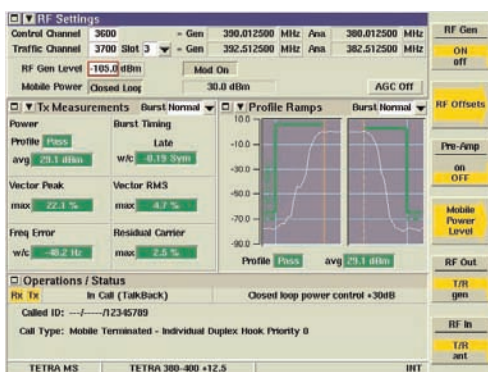 RF Settings
Control Channel 3600 = Gen 390.012500 MHz Ana 380.012500 MHz
Traffic Channel 3700 Slot 3 = Gen 392.512500 MHz Ana 382.512500 MHz
RF Gen Level -105.0 dBm Mod On
Mobile Power Closed Loop 30.0 dBm AGC Off
Tx Measurements Burst Normal
Power Burst Timing
Profile Pass Late
avg 29.1 dBm w/c -0.19 Sym
Vector Peak Vector RMS
max 22.1 % max 4.7 %
Freq Error Residual Carrier
w/c -48.2 Hz max 2.5 %
Profile Ramps Burst Normal
10.0
-10.0
-30.0
-50.0
-70.0
-90.0
Profile Pass avg 29.1 dBm
Operations / Status
Rx Tx In Call (TalkBack) Closed loop power control +30dB
Called ID: ---/-----/12345789
Call Type: Mobile Terminated - Individual Duplex Hook Priority 0
TETRA MS TETRA 380-400 +12.5 INT
RF Gen
ON
off
RF Offsets
Pre-Amp
on
OFF
Mobile
Power
Level
RF Out
T/R
gen
RF In
T/R
ant